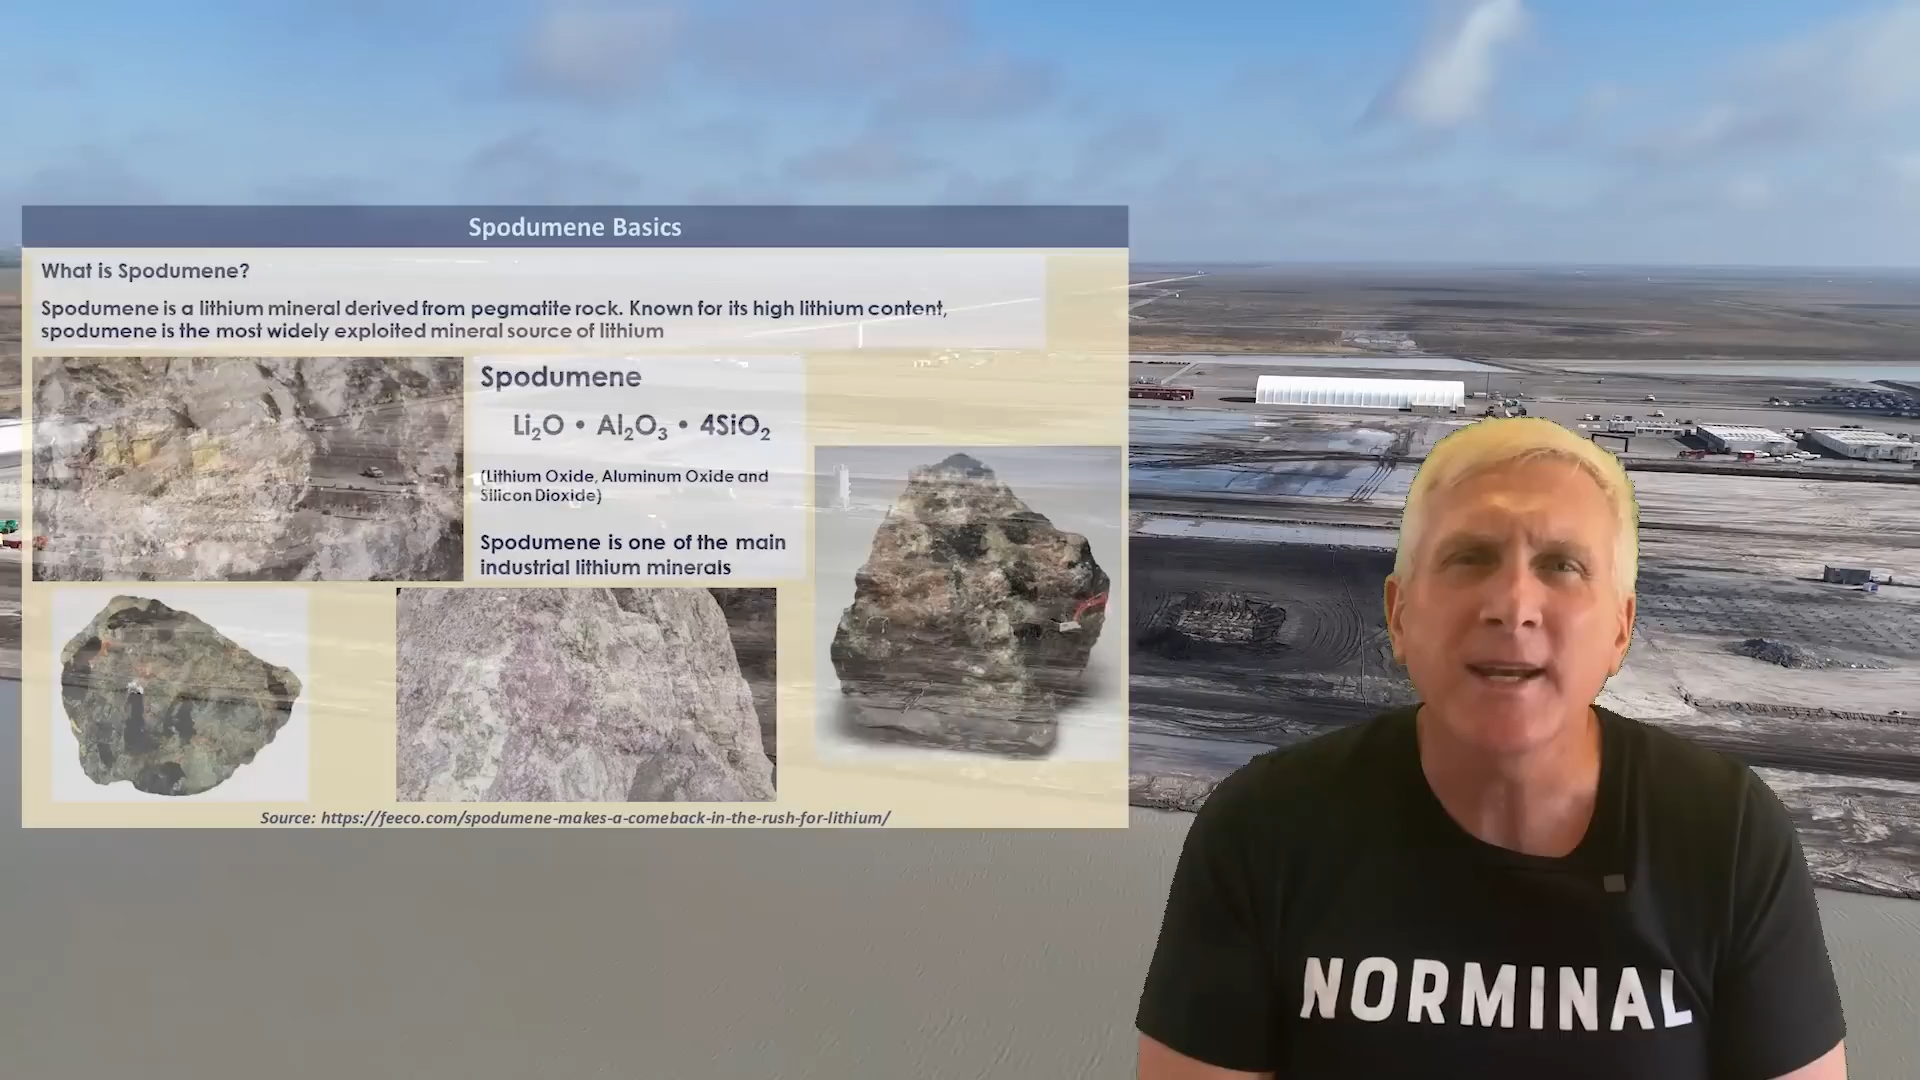 Spodumene Basics
What is Spodumene?
Spodumene is a lithium mineral derived from pegmatite rock. Known for its high lithium content,
spodumene is the most widely exploited mineral source of lithium
Spodumene
Li₂O • Al₂O₃ • 4SiO₂
(Lithium Oxide, Aluminum Oxide and
Silicon Dioxide)
Spodumene is one of the main
industrial lithium minerals
Source: https://feeco.com/spodumene-makes-a-comeback-in-the-rush-for-lithium/
NORMINAL